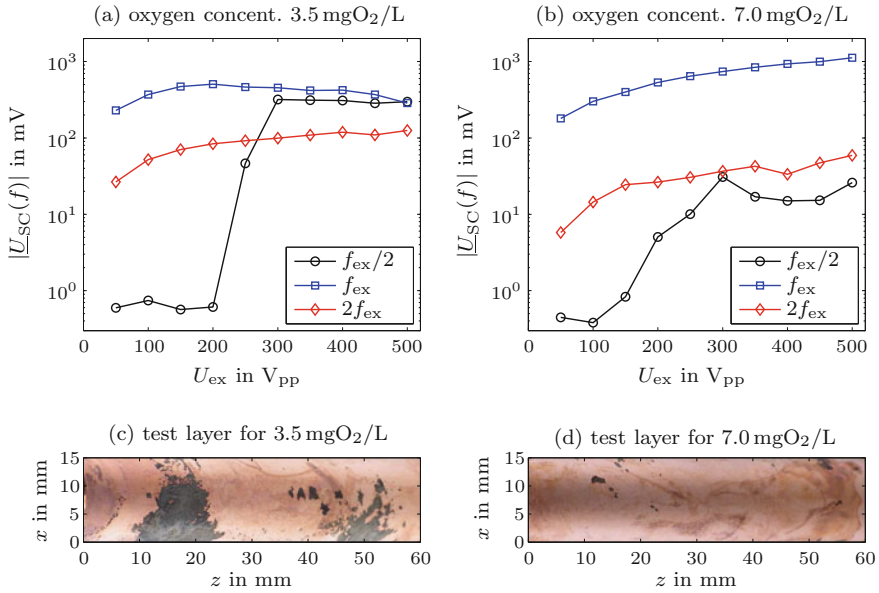 (a) oxygen concent. 3.5 mgO₂/L
(b) oxygen concent. 7.0 mgO₂/L
|U_SC(f)| in mV
10³
10²
10¹
10⁰
f_ex/2
f_ex
2f_ex
0 100 200 300 400 500
U_ex in V_pp
|U_SC(f)| in mV
10³
10²
10¹
10⁰
f_ex/2
f_ex
2f_ex
0 100 200 300 400 500
U_ex in V_pp
(c) test layer for 3.5 mgO₂/L
(d) test layer for 7.0 mgO₂/L
x in mm
15
10
5
0
0 10 20 30 40 50 60
z in mm
x in mm
15
10
5
0
0 10 20 30 40 50 60
z in mm